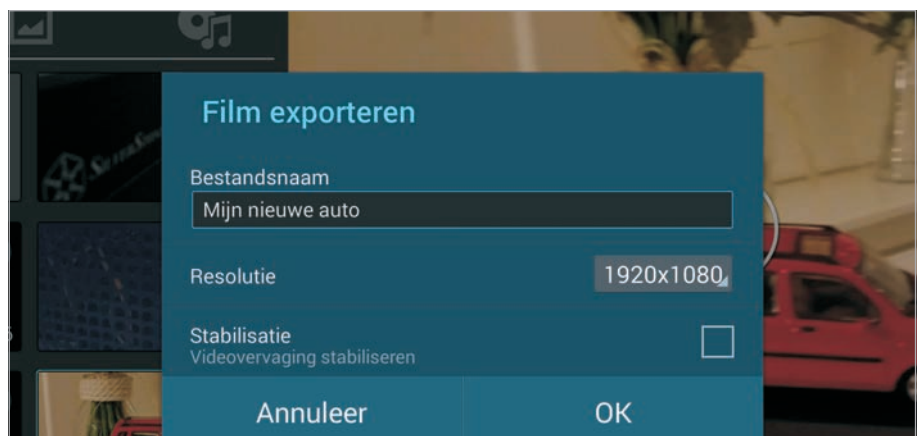 Film exporteren
Bestandsnaam
Mijn nieuwe auto
Resolutie
1920x1080
Stabilisatie
Videovervaging stabiliseren
Annuleer
OK